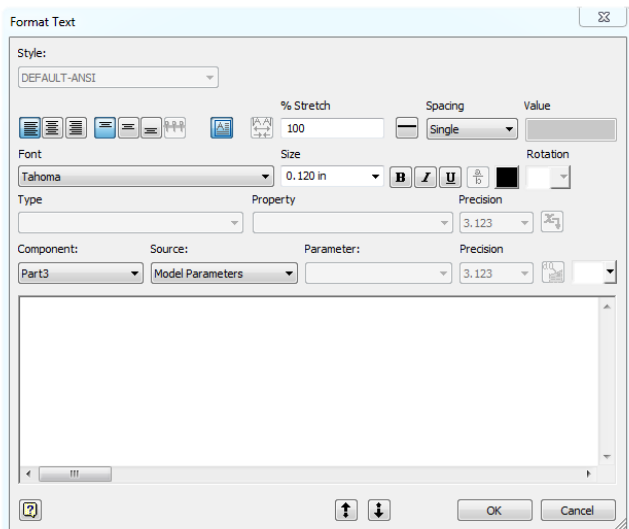 Format Text
Style:
DEFAULT-ANSI
% Stretch Spacing Value
100 Single
Font Size Rotation
Tahoma 0.120 in B I U a/b
Type Property Precision
3.123
Component: Source: Parameter: Precision
Part3 Model Parameters 3.123
OK Cancel